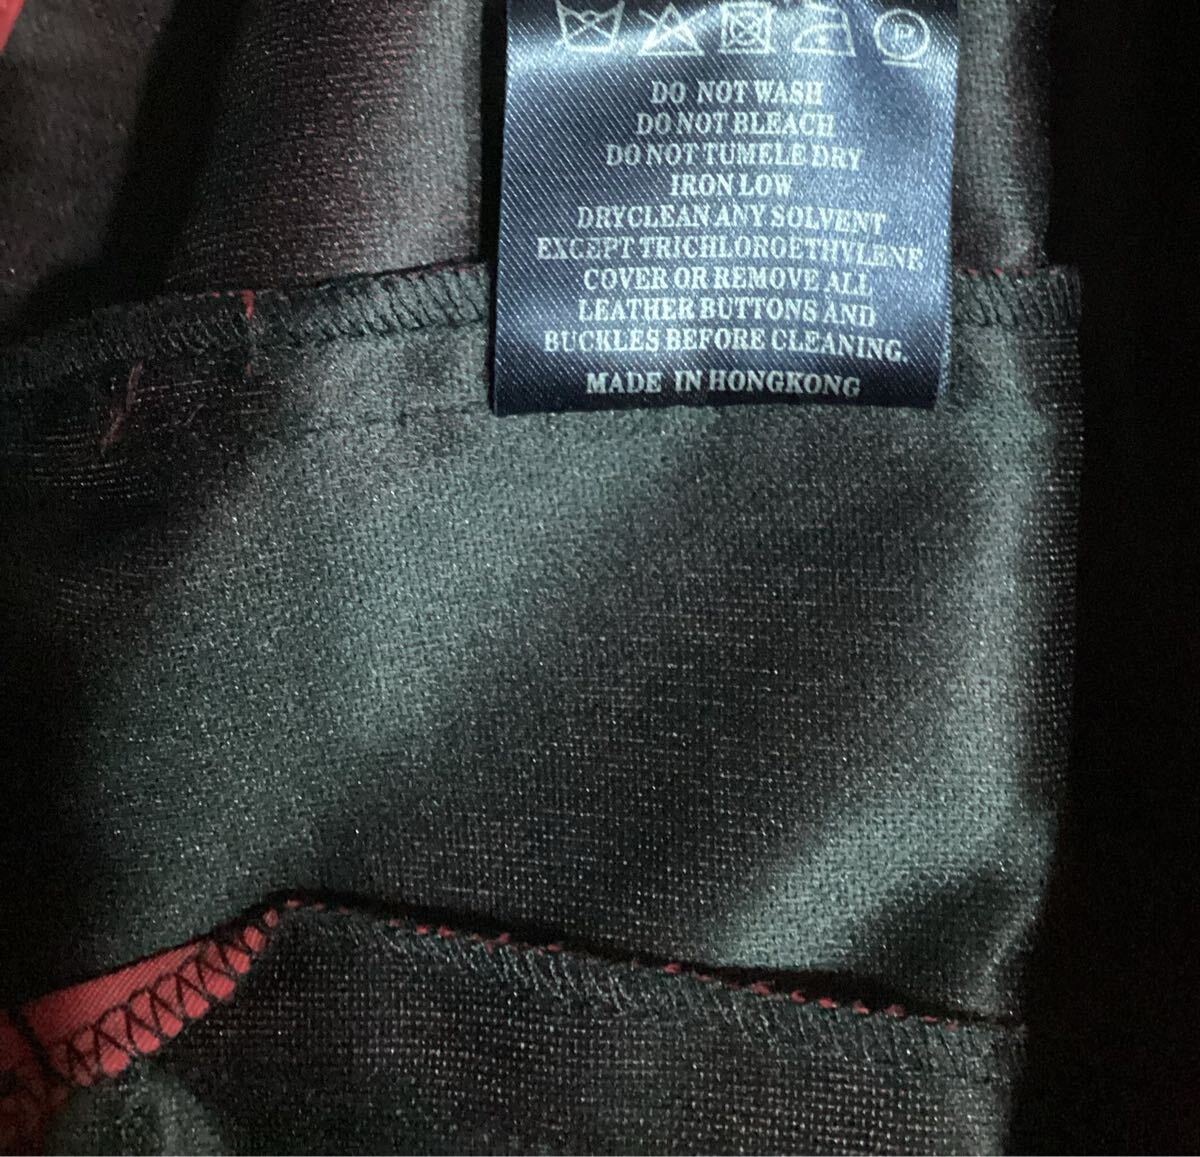 P
DO NOT WASH
DO NOT BLEACH
DO NOT TUMELE DRY
IRON LOW
DRYCLEAN ANY SOLVENT
EXCEPT TRICHLOROETHYLENE
COVER OR REMOVE ALL
LEATHER BUTTONS AND
BUCKLES BEFORE CLEANING.
MADE IN HONGKONG